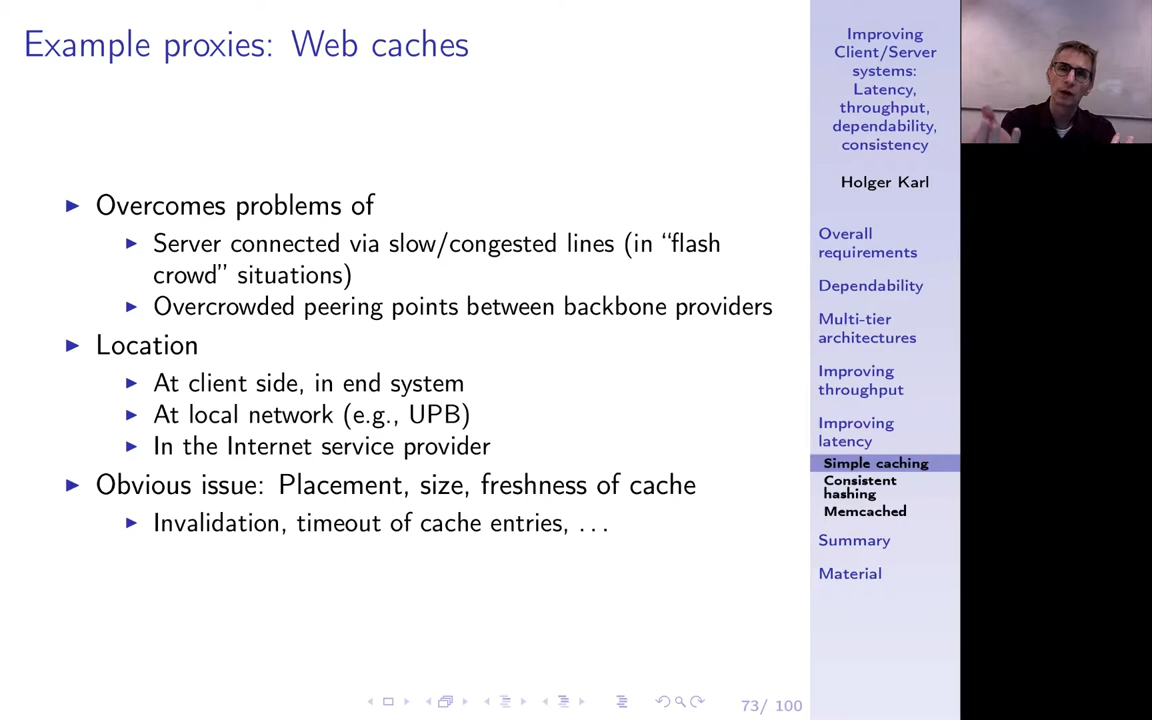 Example proxies: Web caches
Overcomes problems of
Server connected via slow/congested lines (in “flash
crowd” situations)
Overcrowded peering points between backbone providers
Location
At client side, in end system
At local network (e.g., UPB)
In the Internet service provider
Obvious issue: Placement, size, freshness of cache
Invalidation, timeout of cache entries, ...
Improving
Client/Server
systems:
Latency,
throughput,
dependability,
consistency
Holger Karl
Overall
requirements
Dependability
Multi-tier
architectures
Improving
throughput
Improving
latency
Simple caching
Consistent
hashing
Memcached
Summary
Material
73/ 100